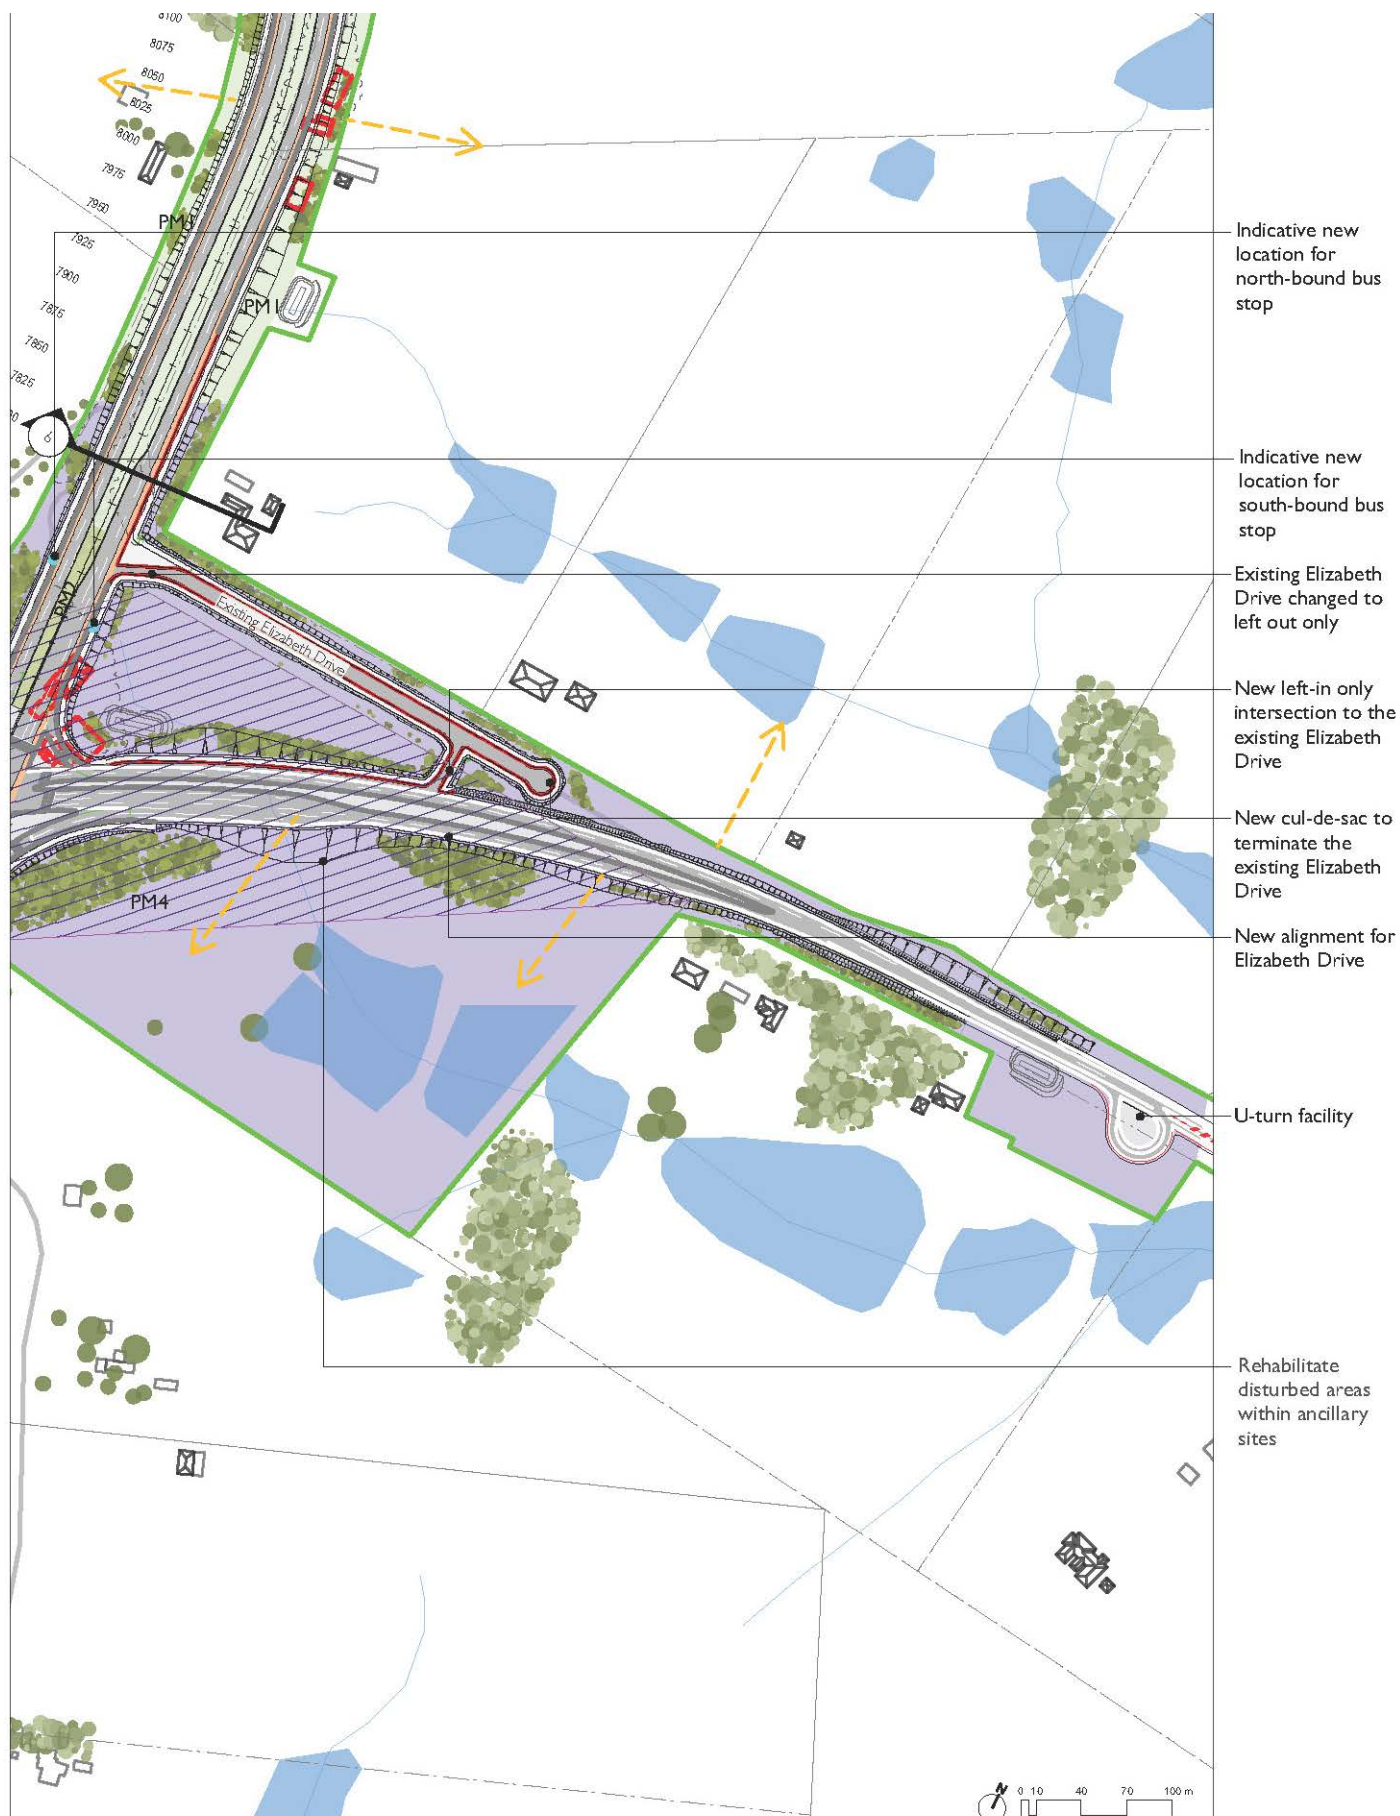 8100
8075
8050
8025
8000
7975
7950
7925
7900
7875
7850
7825
PM1
PM2
6
Existing Elizabeth Drive
PM4
Indicative new
location for
north-bound bus
stop
Indicative new
location for
south-bound bus
stop
Existing Elizabeth
Drive changed to
left out only
New left-in only
intersection to the
existing Elizabeth
Drive
New cul-de-sac to
terminate the
existing Elizabeth
Drive
New alignment for
Elizabeth Drive
U-turn facility
Rehabilitate
disturbed areas
within ancillary
sites
N
0 10 40 70 100 m